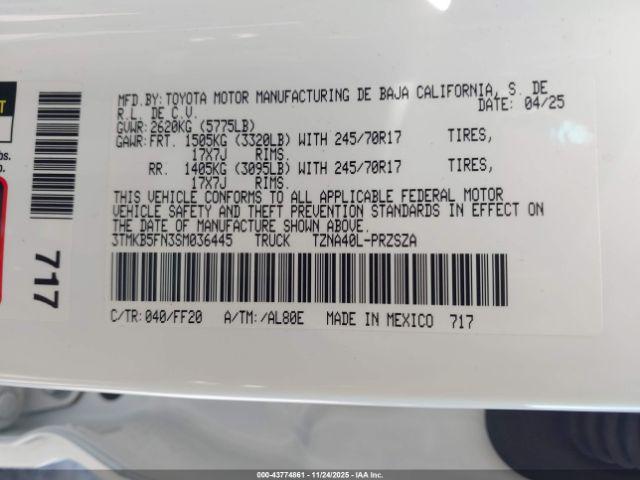 MFD.BY: TOYOTA MOTOR MANUFACTURING DE BAJA CALIFORNIA, S. DE
R.L. DE C.V. DATE: 04/25
GVWR: 2620KG (5775LB)
GAWR: FRT. 1505KG (3320LB) WITH 245/70R17 TIRES,
17X7J RIMS.
RR. 1405KG (3095LB) WITH 245/70R17 TIRES,
17X7J RIMS.
THIS VEHICLE CONFORMS TO ALL APPLICABLE FEDERAL MOTOR
VEHICLE SAFETY AND THEFT PREVENTION STANDARDS IN EFFECT ON
THE DATE OF MANUFACTURE SHOWN ABOVE.
3TMKB5FN3SM036445 TRUCK TZNA40L-PRZSZA
C/TR: 040/FF20 A/TM: /AL80E MADE IN MEXICO 717
717
lbs.
00-43774861 - 11/24/2025 - IAA Inc.